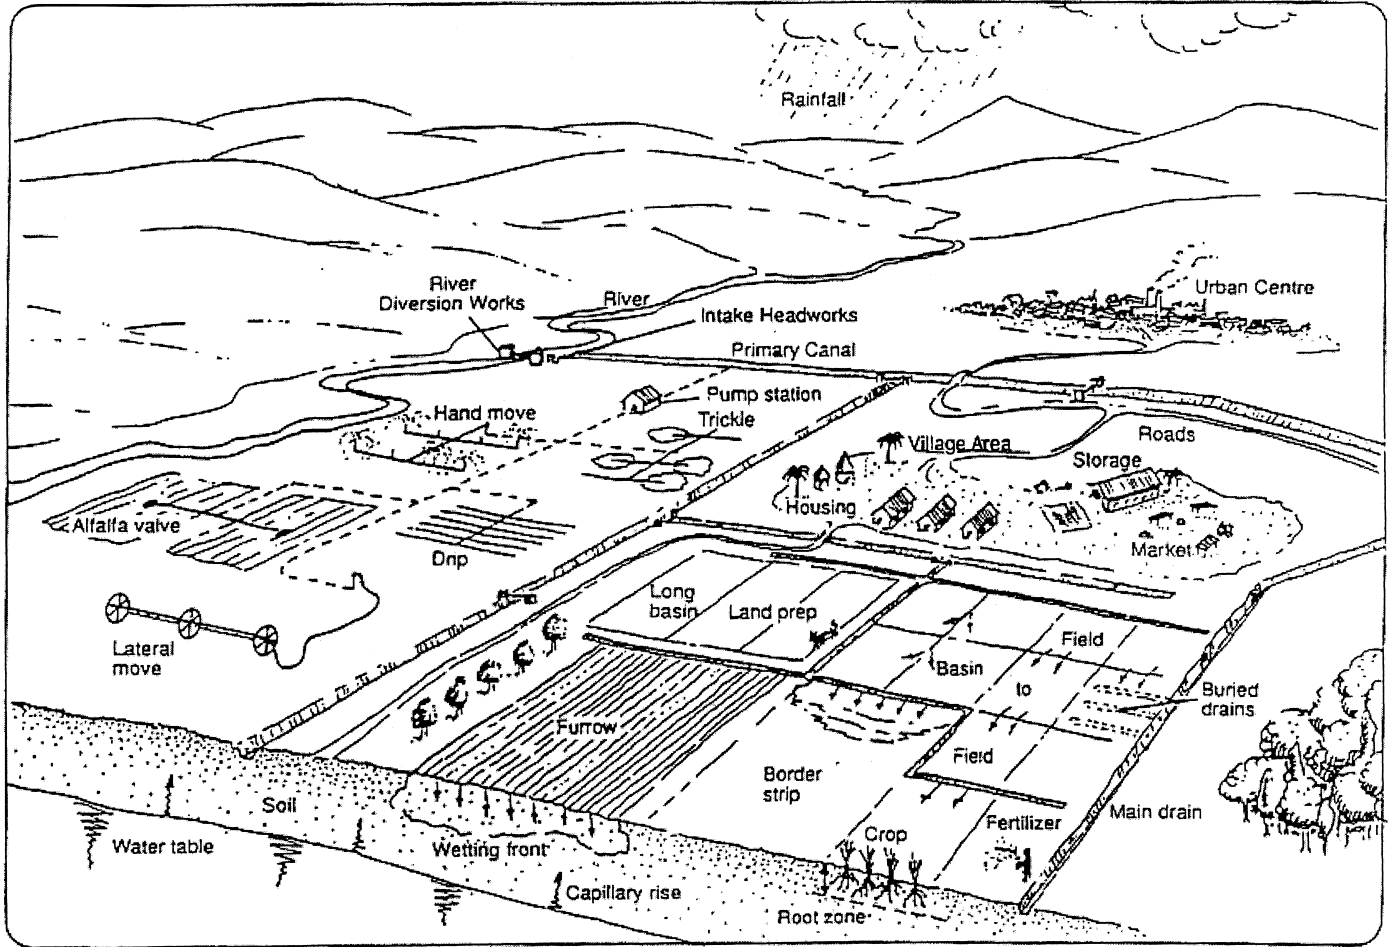 Rainfall
River
Diversion Works
River
Urban Centre
Intake Headworks
Primary Canal
Pump station
Trickle
Hand move
Roads
Village Area
Storage
Housing
Alfalfa valve
Drip
Market
Long
basin
Land prep
Field
Lateral
move
Basin
to
Buried
drains
Furrow
Field
Border
strip
Soil
Main drain
Fertilizer
Crop
Water table
Wetting front
Capillary rise
Root zone